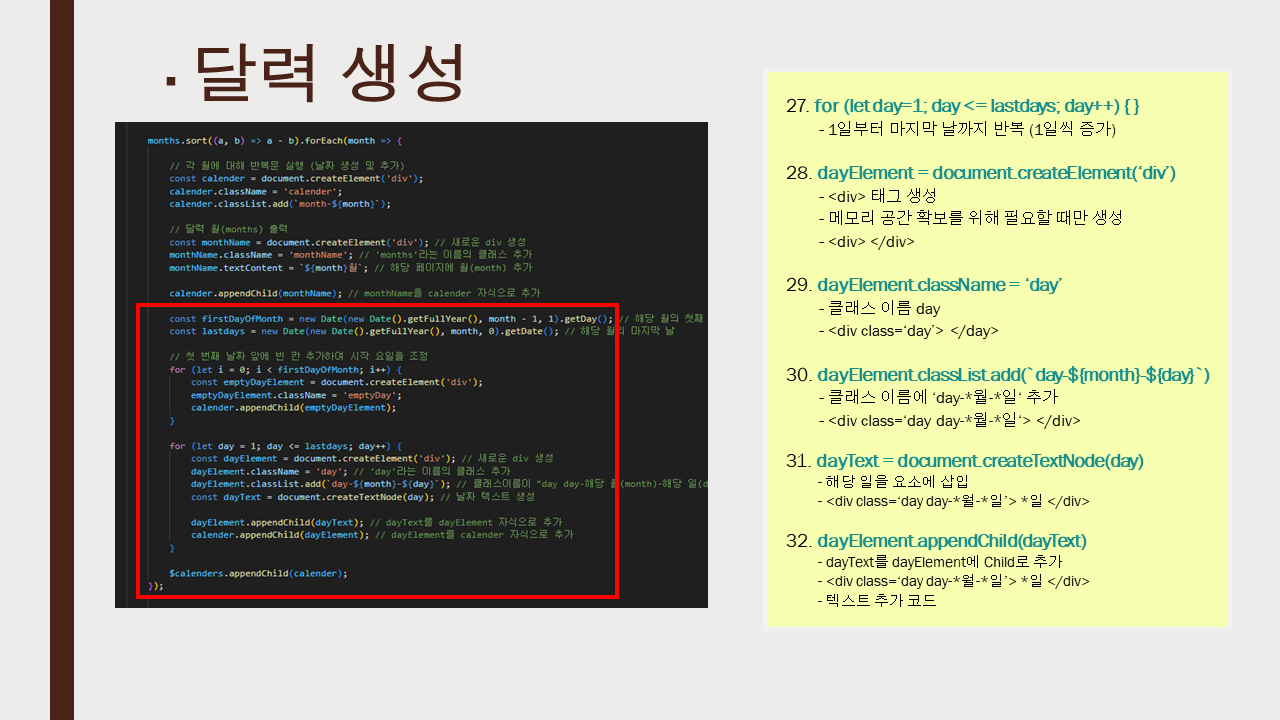 · 달력 생성
months.sort((a, b) => a - b).forEach(month => {
// 각 월에 대해 반복문 실행 (날짜 생성 및 추가)
const calender = document.createElement('div');
calender.className = 'calender';
calender.classList.add(`month-${month}`);
// 달력 월(months) 출력
const monthName = document.createElement('div'); // 새로운 div 생성
monthName.className = 'monthName'; // 'months'라는 이름의 클래스 추가
monthName.textContent = `${month}월`; // 해당 페이지에 월(month) 추가
calender.appendChild(monthName); // monthName을 calender 자식으로 추가
const firstDayOfMonth = new Date(new Date().getFullYear(), month - 1, 1).getDay(); // 해당 월의 첫째
const lastdays = new Date(new Date().getFullYear(), month, 0).getDate(); // 해당 월의 마지막 날
// 첫 번째 날짜 앞에 빈 칸 추가하여 시작 요일을 조정
for (let i = 0; i < firstDayOfMonth; i++) {
const emptyDayElement = document.createElement('div');
emptyDayElement.className = 'emptyDay';
calender.appendChild(emptyDayElement);
}
for (let day = 1; day <= lastdays; day++) {
const dayElement = document.createElement('div'); // 새로운 div 생성
dayElement.className = 'day'; // 'day'라는 이름의 클래스 추가
dayElement.classList.add(`day-${month}-${day}`); // 클래스이름이 "day day-해당 월(month)-해당 일(d
const dayText = document.createTextNode(day); // 날짜 텍스트 생성
dayElement.appendChild(dayText); // dayText를 dayElement 자식으로 추가
calender.appendChild(dayElement); // dayElement를 calender 자식으로 추가
}
$calenders.appendChild(calender);
});
27. for (let day=1; day <= lastdays; day++) { }
- 1일부터 마지막 날까지 반복 (1일씩 증가)
28. dayElement = document.createElement(‘div’)
- <div> 태그 생성
- 메모리 공간 확보를 위해 필요할 때만 생성
- <div> </div>
29. dayElement.className = ‘day’
- 클래스 이름 day
- <div class=‘day’> </day>
30. dayElement.classList.add(`day-${month}-${day}`)
- 클래스 이름에 ‘day-*월-*일‘ 추가
- <div class=‘day day-*월-*일‘> </div>
31. dayText = document.createTextNode(day)
- 해당 일을 요소에 삽입
- <div class=‘day day-*월-*일’> *일 </div>
32. dayElement.appendChild(dayText)
- dayText를 dayElement에 Child로 추가
- <div class=‘day day-*월-*일’> *일 </div>
- 텍스트 추가 코드